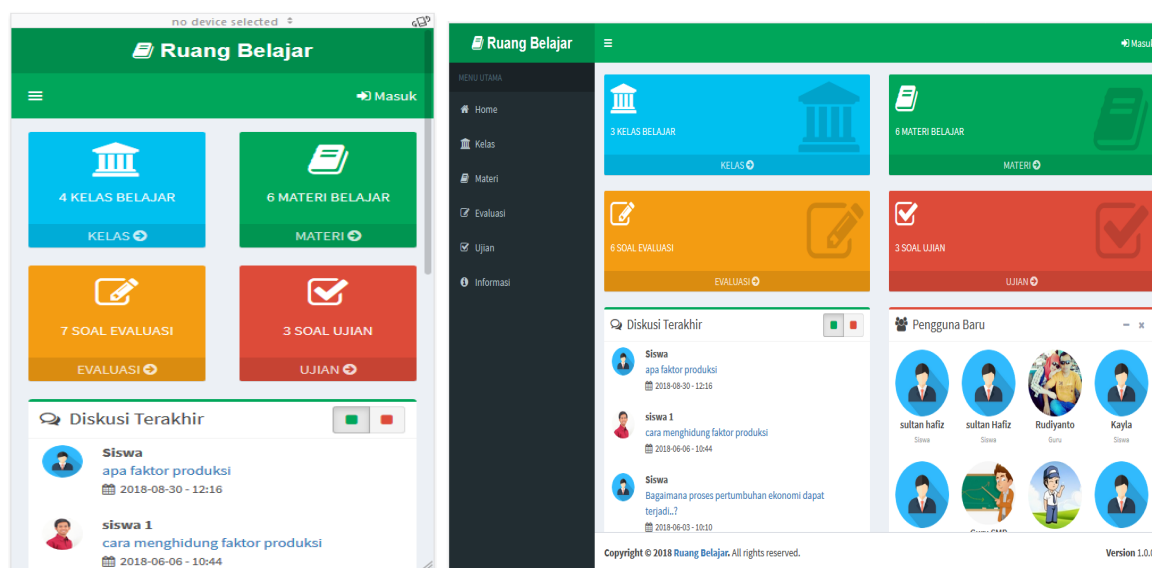 no device selected
Ruang Belajar
Masuk
4 KELAS BELAJAR
KELAS
6 MATERI BELAJAR
MATERI
7 SOAL EVALUASI
EVALUASI
3 SOAL UJIAN
UJIAN
Diskusi Terakhir
Siswa
apa faktor produksi
2018-08-30 - 12:16
siswa 1
cara menghidung faktor produksi
2018-06-06 - 10:44
Ruang Belajar
Masuk
MENU UTAMA
Home
Kelas
Materi
Evaluasi
Ujian
Informasi
3 KELAS BELAJAR
KELAS
6 MATERI BELAJAR
MATERI
6 SOAL EVALUASI
EVALUASI
3 SOAL UJIAN
UJIAN
Diskusi Terakhir
Siswa
apa faktor produksi
2018-08-30 - 12:16
siswa 1
cara menghidung faktor produksi
2018-06-06 - 10:44
Siswa
Bagaimana proses pertumbuhan ekonomi dapat
terjadi..?
2018-06-03 - 10:10
Pengguna Baru
sultan hafiz
Siswa
sultan Hafiz
Siswa
Rudiyanto
Guru
Kayla
Siswa
Copyright © 2018 Ruang Belajar. All rights reserved.
Version 1.0.0